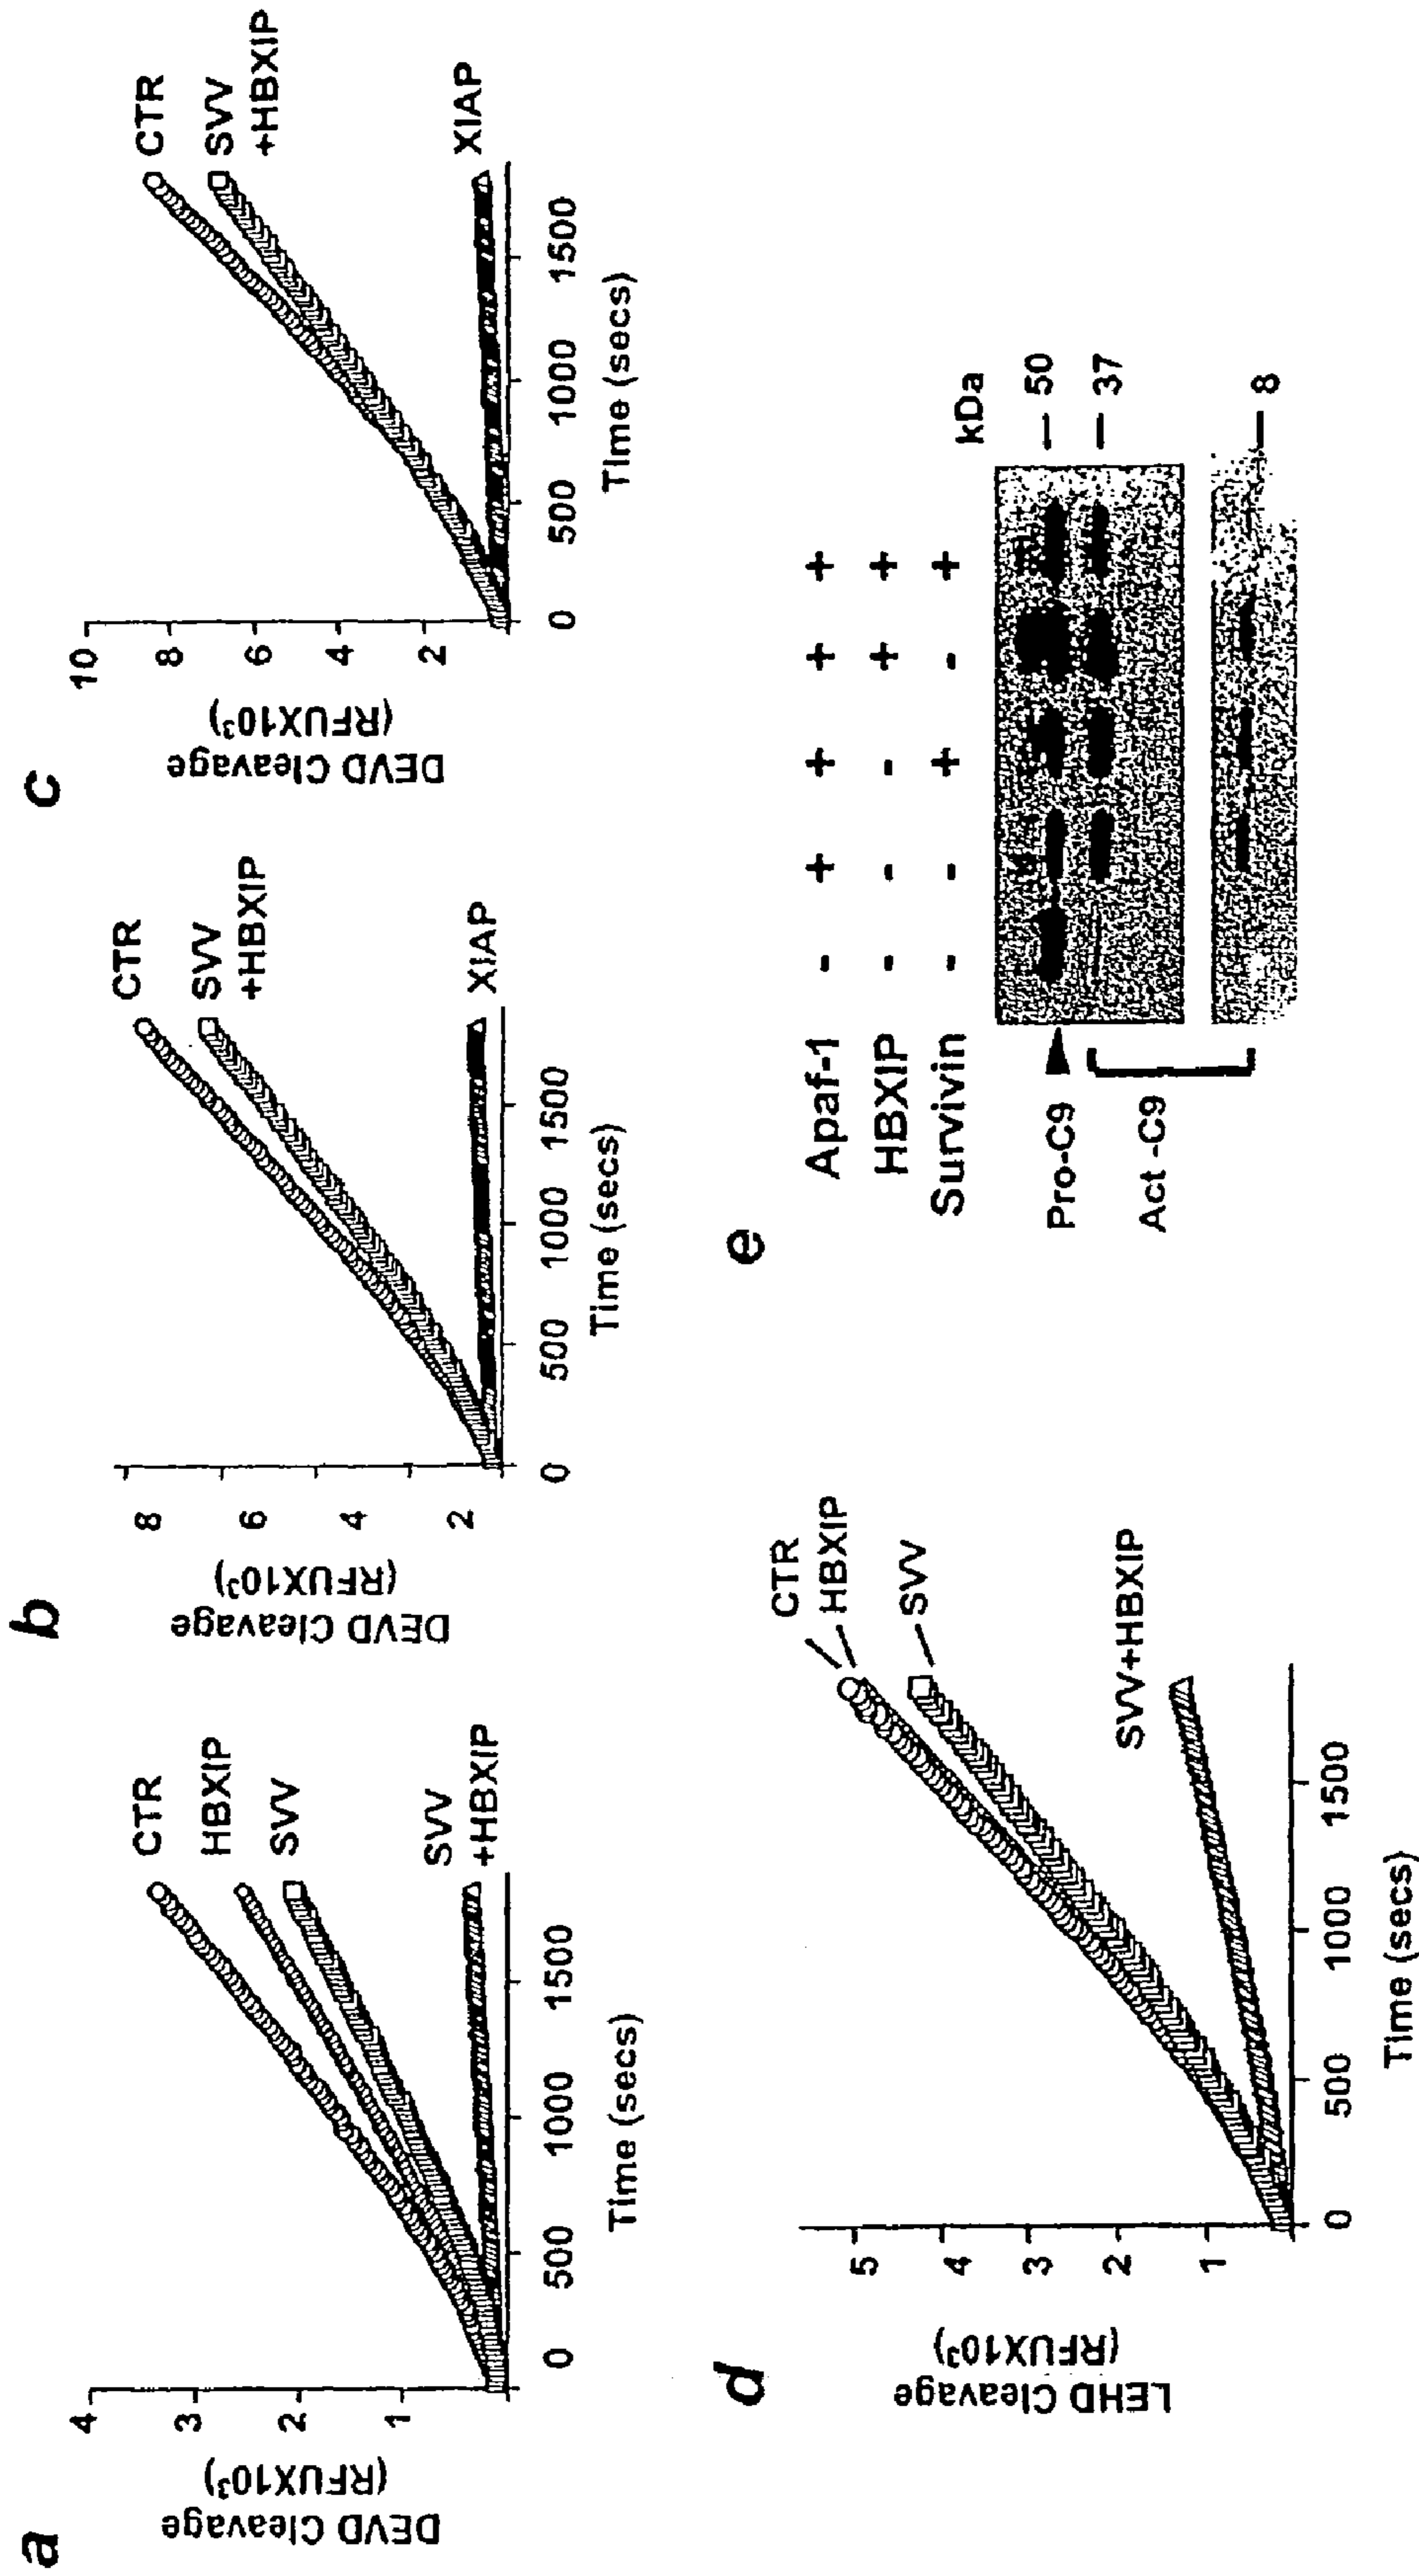 a
DEVD Cleavage
(RFUX10³)
4
3
2
1
0
500
1000
1500
Time (secs)
CTR
HBXIP
SVV
SVV
+HBXIP
b
DEVD Cleavage
(RFUX10³)
8
6
4
2
0
500
1000
1500
Time (secs)
CTR
SVV
+HBXIP
XIAP
c
DEVD Cleavage
(RFUX10³)
10
8
6
4
2
0
500
1000
1500
Time (secs)
CTR
SVV
+HBXIP
XIAP
d
LEHD Cleavage
(RFUX10³)
5
4
3
2
1
0
500
1000
1500
Time (secs)
CTR
HBXIP
SVV
SVV+HBXIP
e
Apaf-1 - + + + +
HBXIP - - - + +
Survivin - - + - +
kDa
Pro-C9
50
37
Act -C9
8